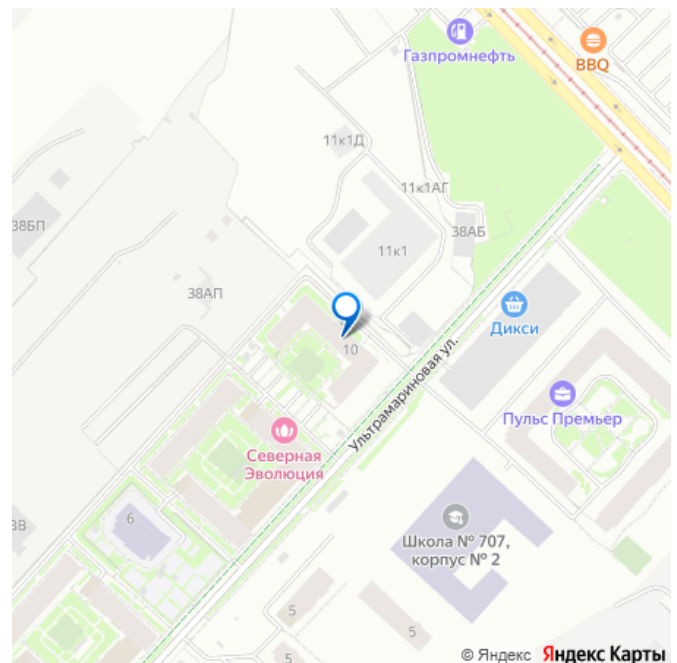 Газпромнефть
BBQ
11к1Д
11к1АГ
38БП
38АБ
11к1
38АП
Дикси
10
Ультрамариновая ул.
Пульс Премьер
Северная
Эволюция
6
3В
Школа № 707,
корпус № 2
5
5
© Яндекс Яндекс Карты